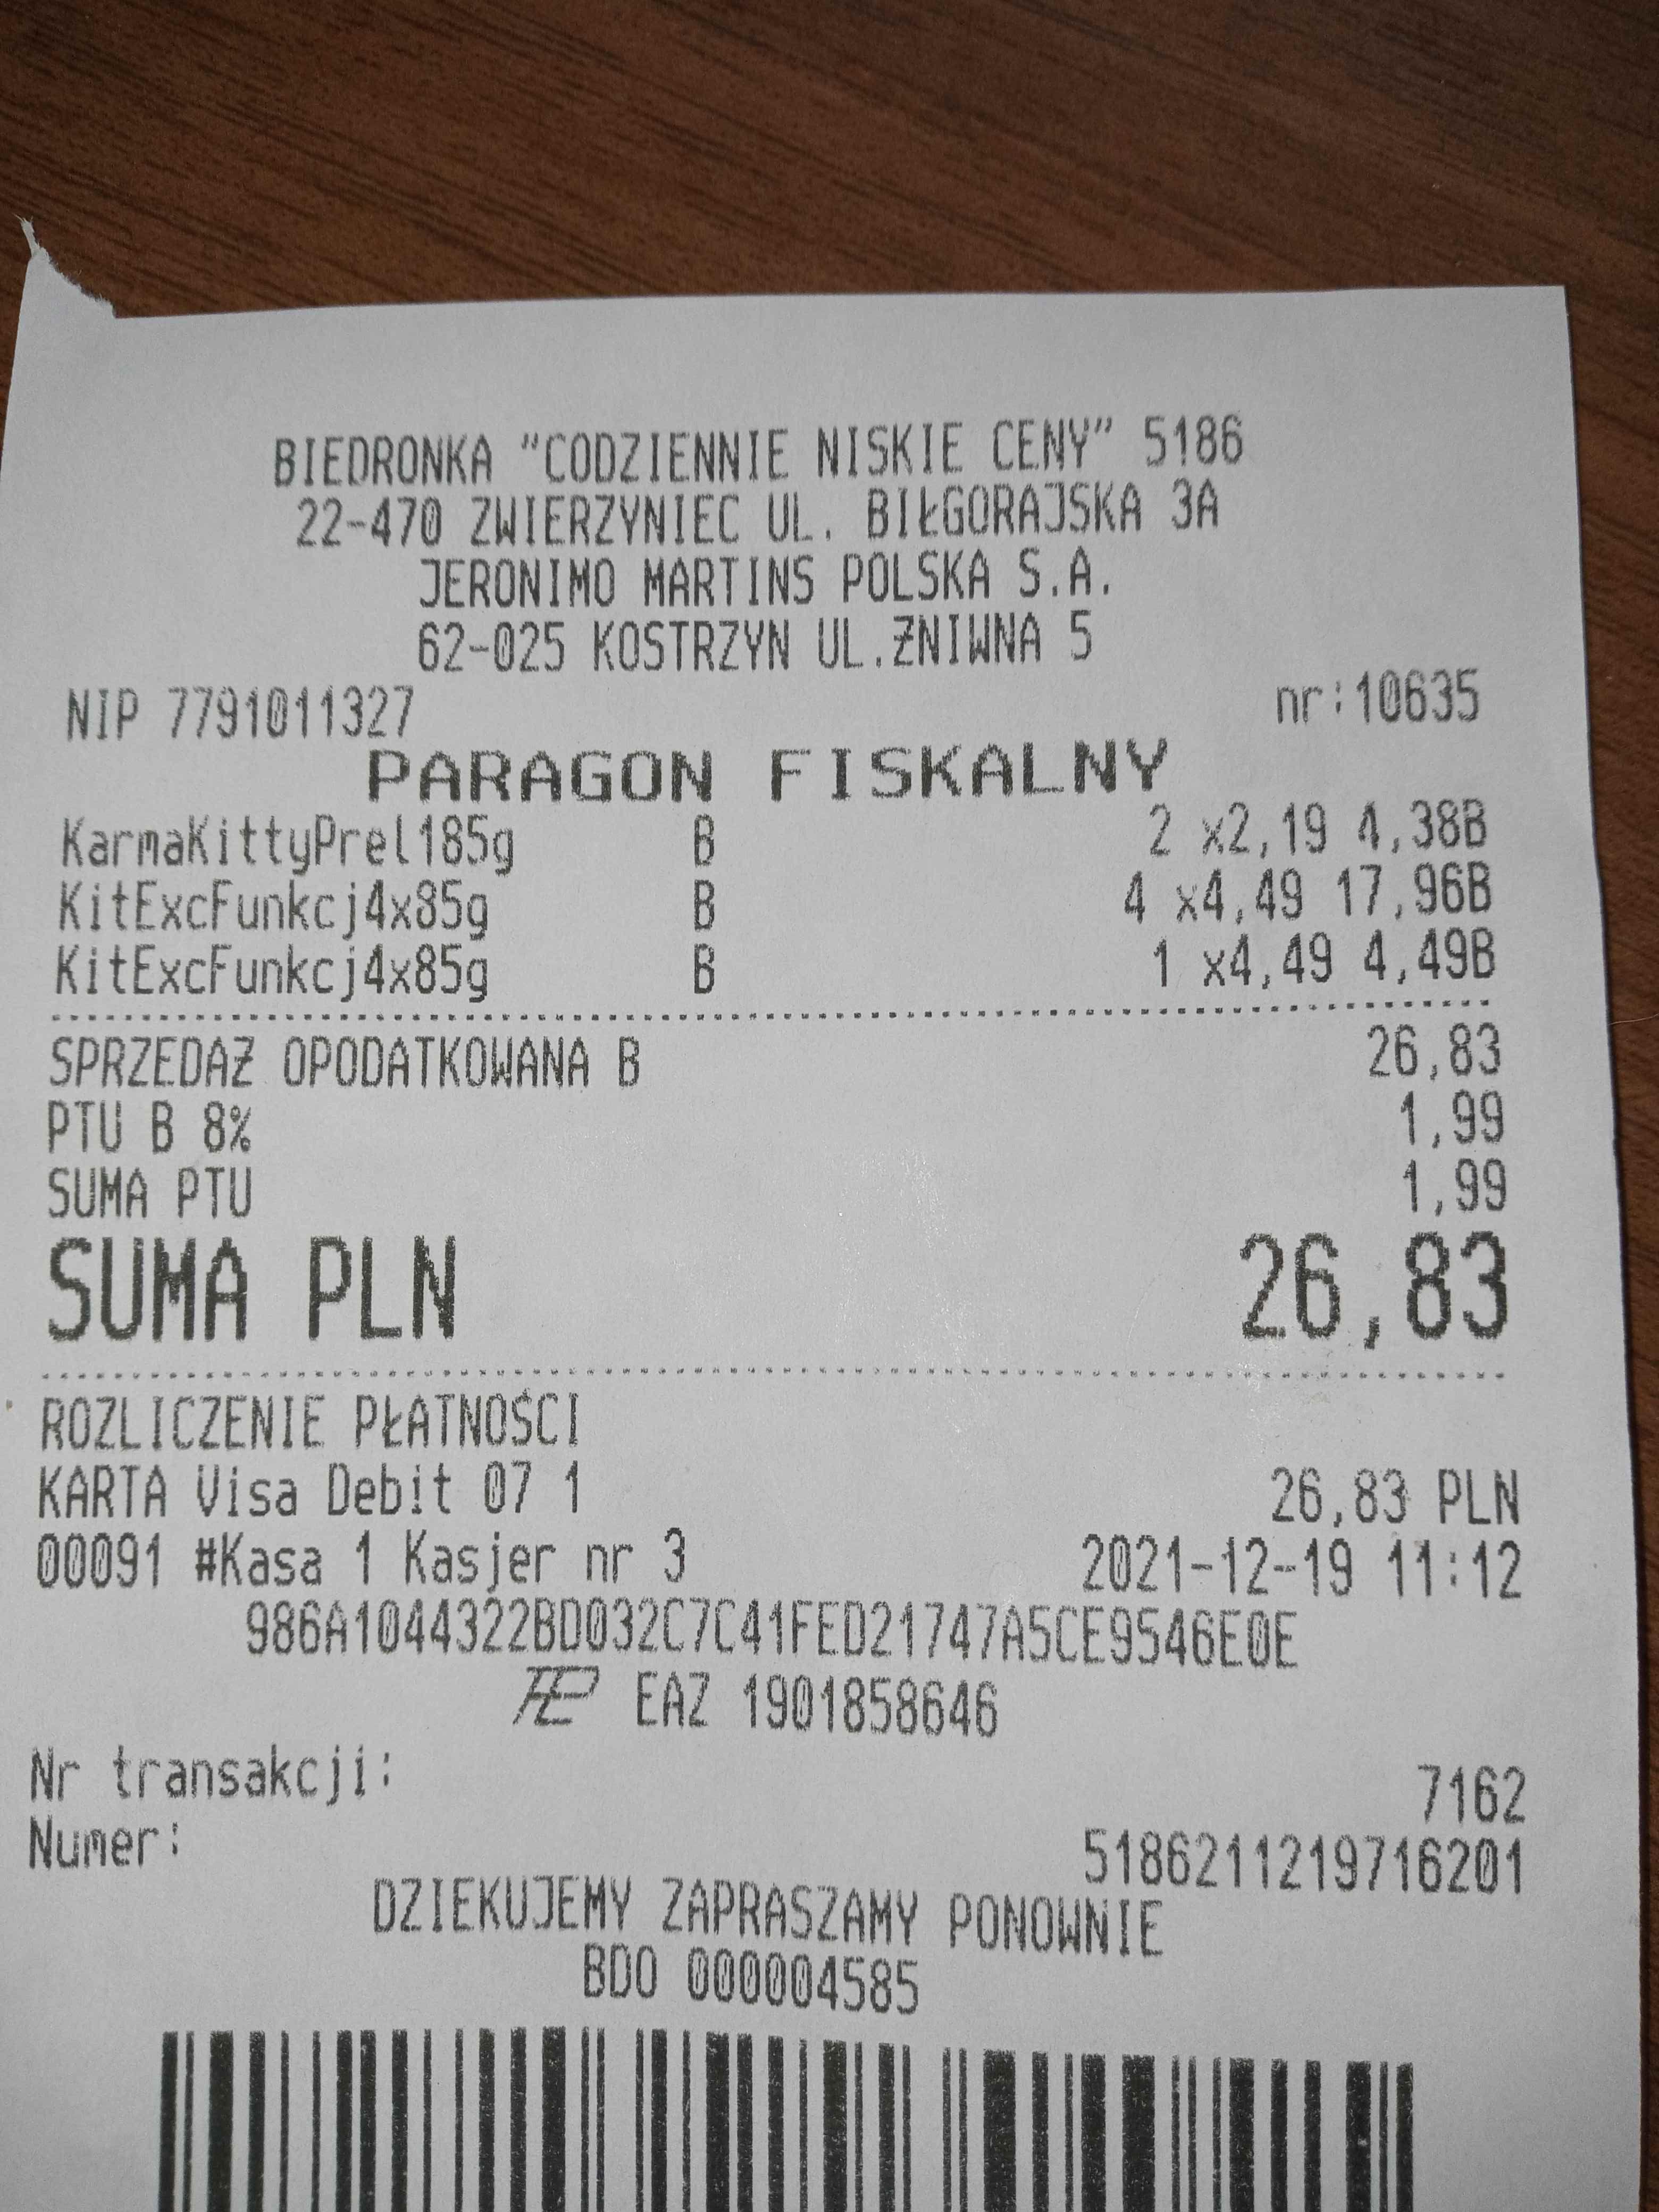 BIEDRONKA "CODZIENNIE NISKIE CENY" 5186
22-470 ZWIERZYNIEC UL. BIŁGORAJSKA 3A
JERONIMO MARTINS POLSKA S.A.
62-025 KOSTRZYN UL.ŻNIWNA 5
NIP 7791011327 nr:10635
PARAGON FISKALNY
KarmaKittyPrel185g B 2 x2,19 4,38B
KitExcFunkcj4x85g B 4 x4,49 17,96B
KitExcFunkcj4x85g B 1 x4,49 4,49B
SPRZEDAŻ OPODATKOWANA B 26,83
PTU B 8% 1,99
SUMA PTU 1,99
SUMA PLN 26,83
ROZLICZENIE PŁATNOŚCI
KARTA Visa Debit 07 1 26,83 PLN
00091 #Kasa 1 Kasjer nr 3 2021-12-19 11:12
986A1044322BD032C7C41FED21747A5CE9546E0E
EAZ 1901858646
Nr transakcji: 7162
Numer: 5186211219716201
DZIEKUJEMY ZAPRASZAMY PONOWNIE
BDO 000004585